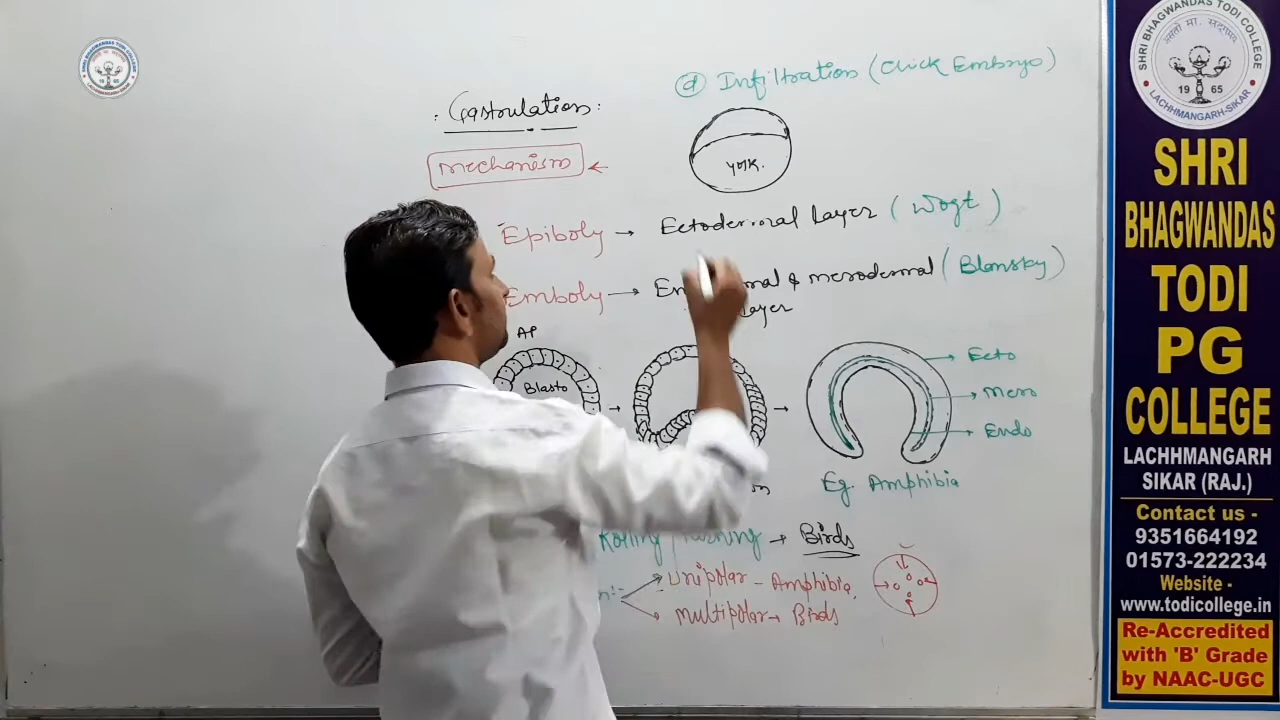 . Gastrulation .
mechanism ←
Epiboly → Ectodermal Layer ( Wogt )
Emboly → & mesodermal ( Blansky )
Layer
d Infiltration ( Chick Embryo )
yolk.
AP
Blasto
→ Ecto
→ Meso
→ Endo
Eg. Amphibia
→ Birds
Unipolar - Amphibia.
multipolar → Birds
SHRI BHAGWANDAS TODI COLLEGE
19 65
LACHHMANGARH-SIKAR
SHRI
BHAGWANDAS
TODI
PG
COLLEGE
LACHHMANGARH
SIKAR (RAJ.)
Contact us -
9351664192
01573-222234
Website -
www.todicollege.in
Re-Accredited
with 'B' Grade
by NAAC-UGC